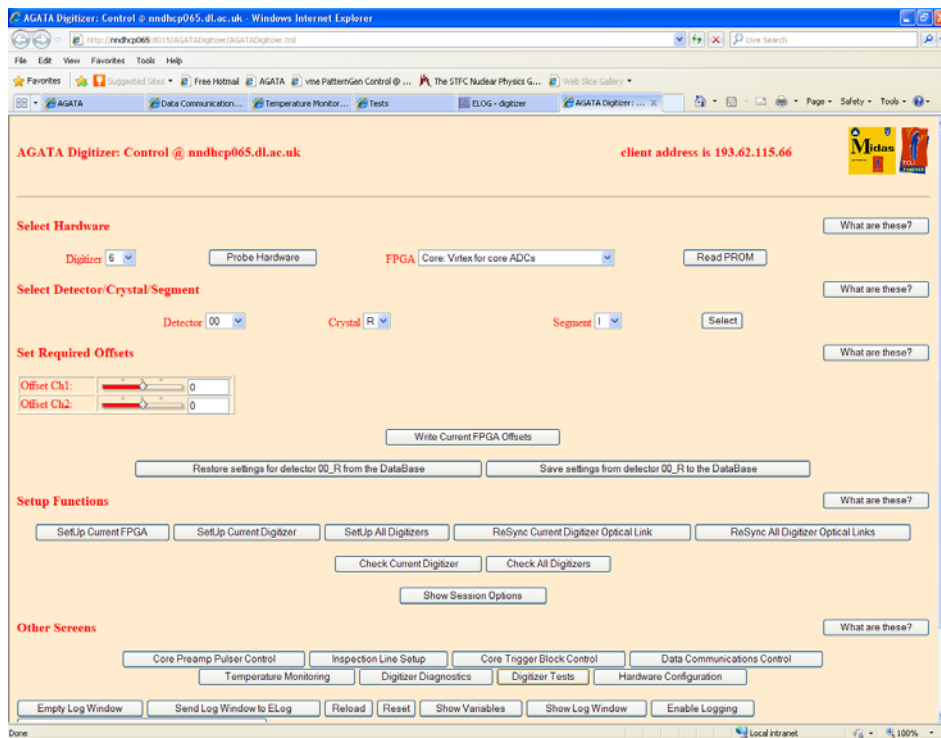 AGATA Digitizer: Control @ nndhcp065.dl.ac.uk - Windows Internet Explorer
http://nndhcp065:8015/AGATADigitizer/AGATADigitizer.tml Live Search
File Edit View Favorites Tools Help
Favorites Suggested Sites Free Hotmail AGATA vme PatternGen Control @ ... The STFC Nuclear Physics G... Web Slice Gallery
AGATA Data Communication... Temperature Monitor... Tests ELOG - digitizer AGATA Digitizer: ... X Page Safety Tools
AGATA Digitizer: Control @ nndhcp065.dl.ac.uk client address is 193.62.115.66 Midas
Select Hardware What are these?
Digitizer 6 Probe Hardware FPGA Core: Virtex for core ADCs Read PROM
Select Detector/Crystal/Segment What are these?
Detector 00 Crystal R Segment I Select
Set Required Offsets What are these?
Offset Ch1: 0
Offset Ch2: 0
Write Current FPGA Offsets
Restore settings for detector 00_R from the DataBase Save settings from detector 00_R to the DataBase
Setup Functions What are these?
SetUp Current FPGA SetUp Current Digitizer SetUp All Digitizers ReSync Current Digitizer Optical Link ReSync All Digitizer Optical Links
Check Current Digitizer Check All Digitizers
Show Session Options
Other Screens What are these?
Core Preamp Pulser Control Inspection Line Setup Core Trigger Block Control Data Communications Control
Temperature Monitoring Digitizer Diagnostics Digitizer Tests Hardware Configuration
Empty Log Window Send Log Window to ELog Reload Reset Show Variables Show Log Window Enable Logging
Done Local intranet 100%